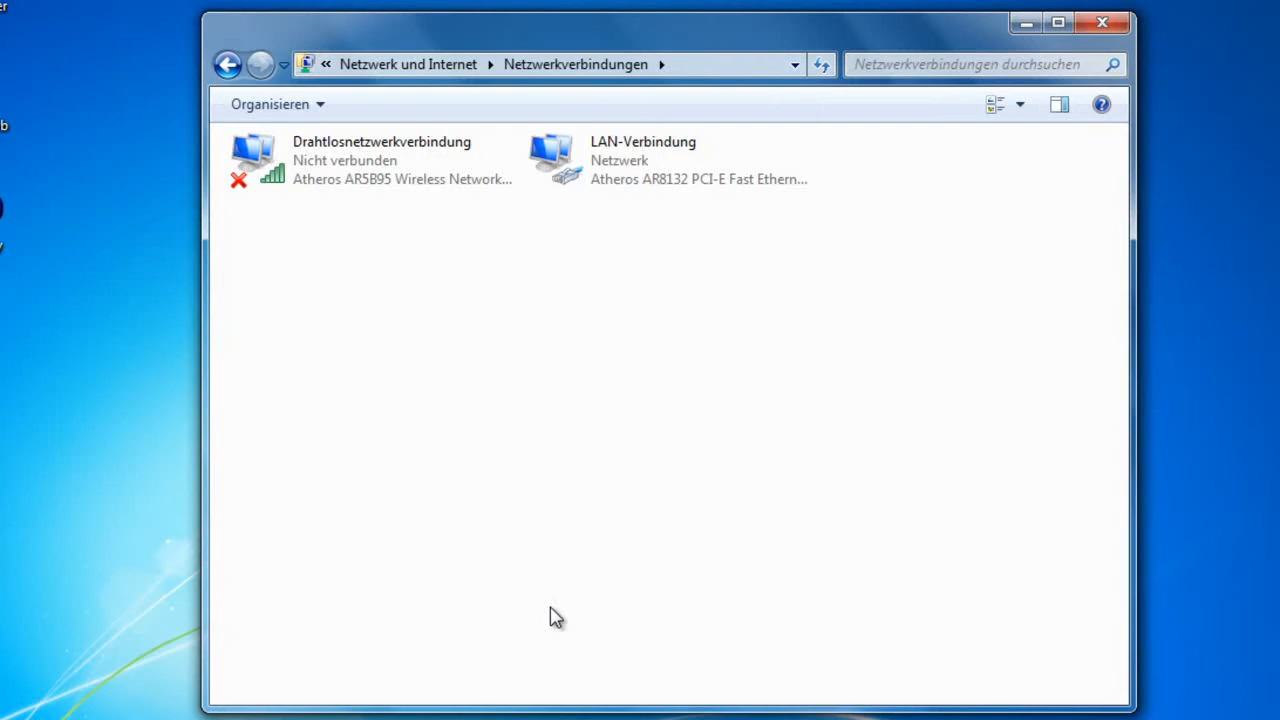 er
« Netzwerk und Internet Netzwerkverbindungen
Netzwerkverbindungen durchsuchen
Organisieren
b
Drahtlosnetzwerkverbindung
Nicht verbunden
Atheros AR5B95 Wireless Network...
LAN-Verbindung
Netzwerk
Atheros AR8132 PCI-E Fast Ethern...